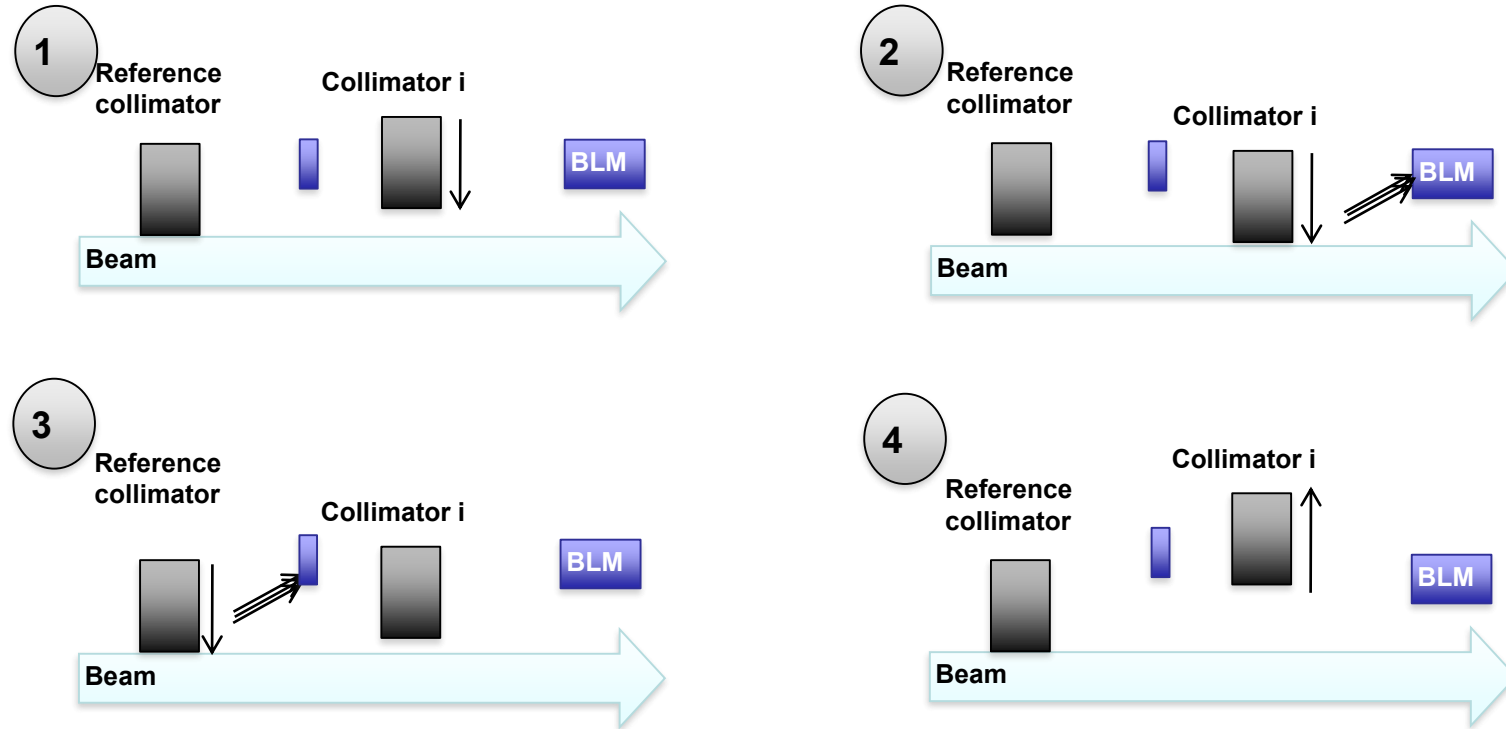 1
Reference
collimator
Collimator i
BLM
Beam
2
Reference
collimator
Collimator i
BLM
Beam
3
Reference
collimator
Collimator i
BLM
Beam
4
Reference
collimator
Collimator i
BLM
Beam